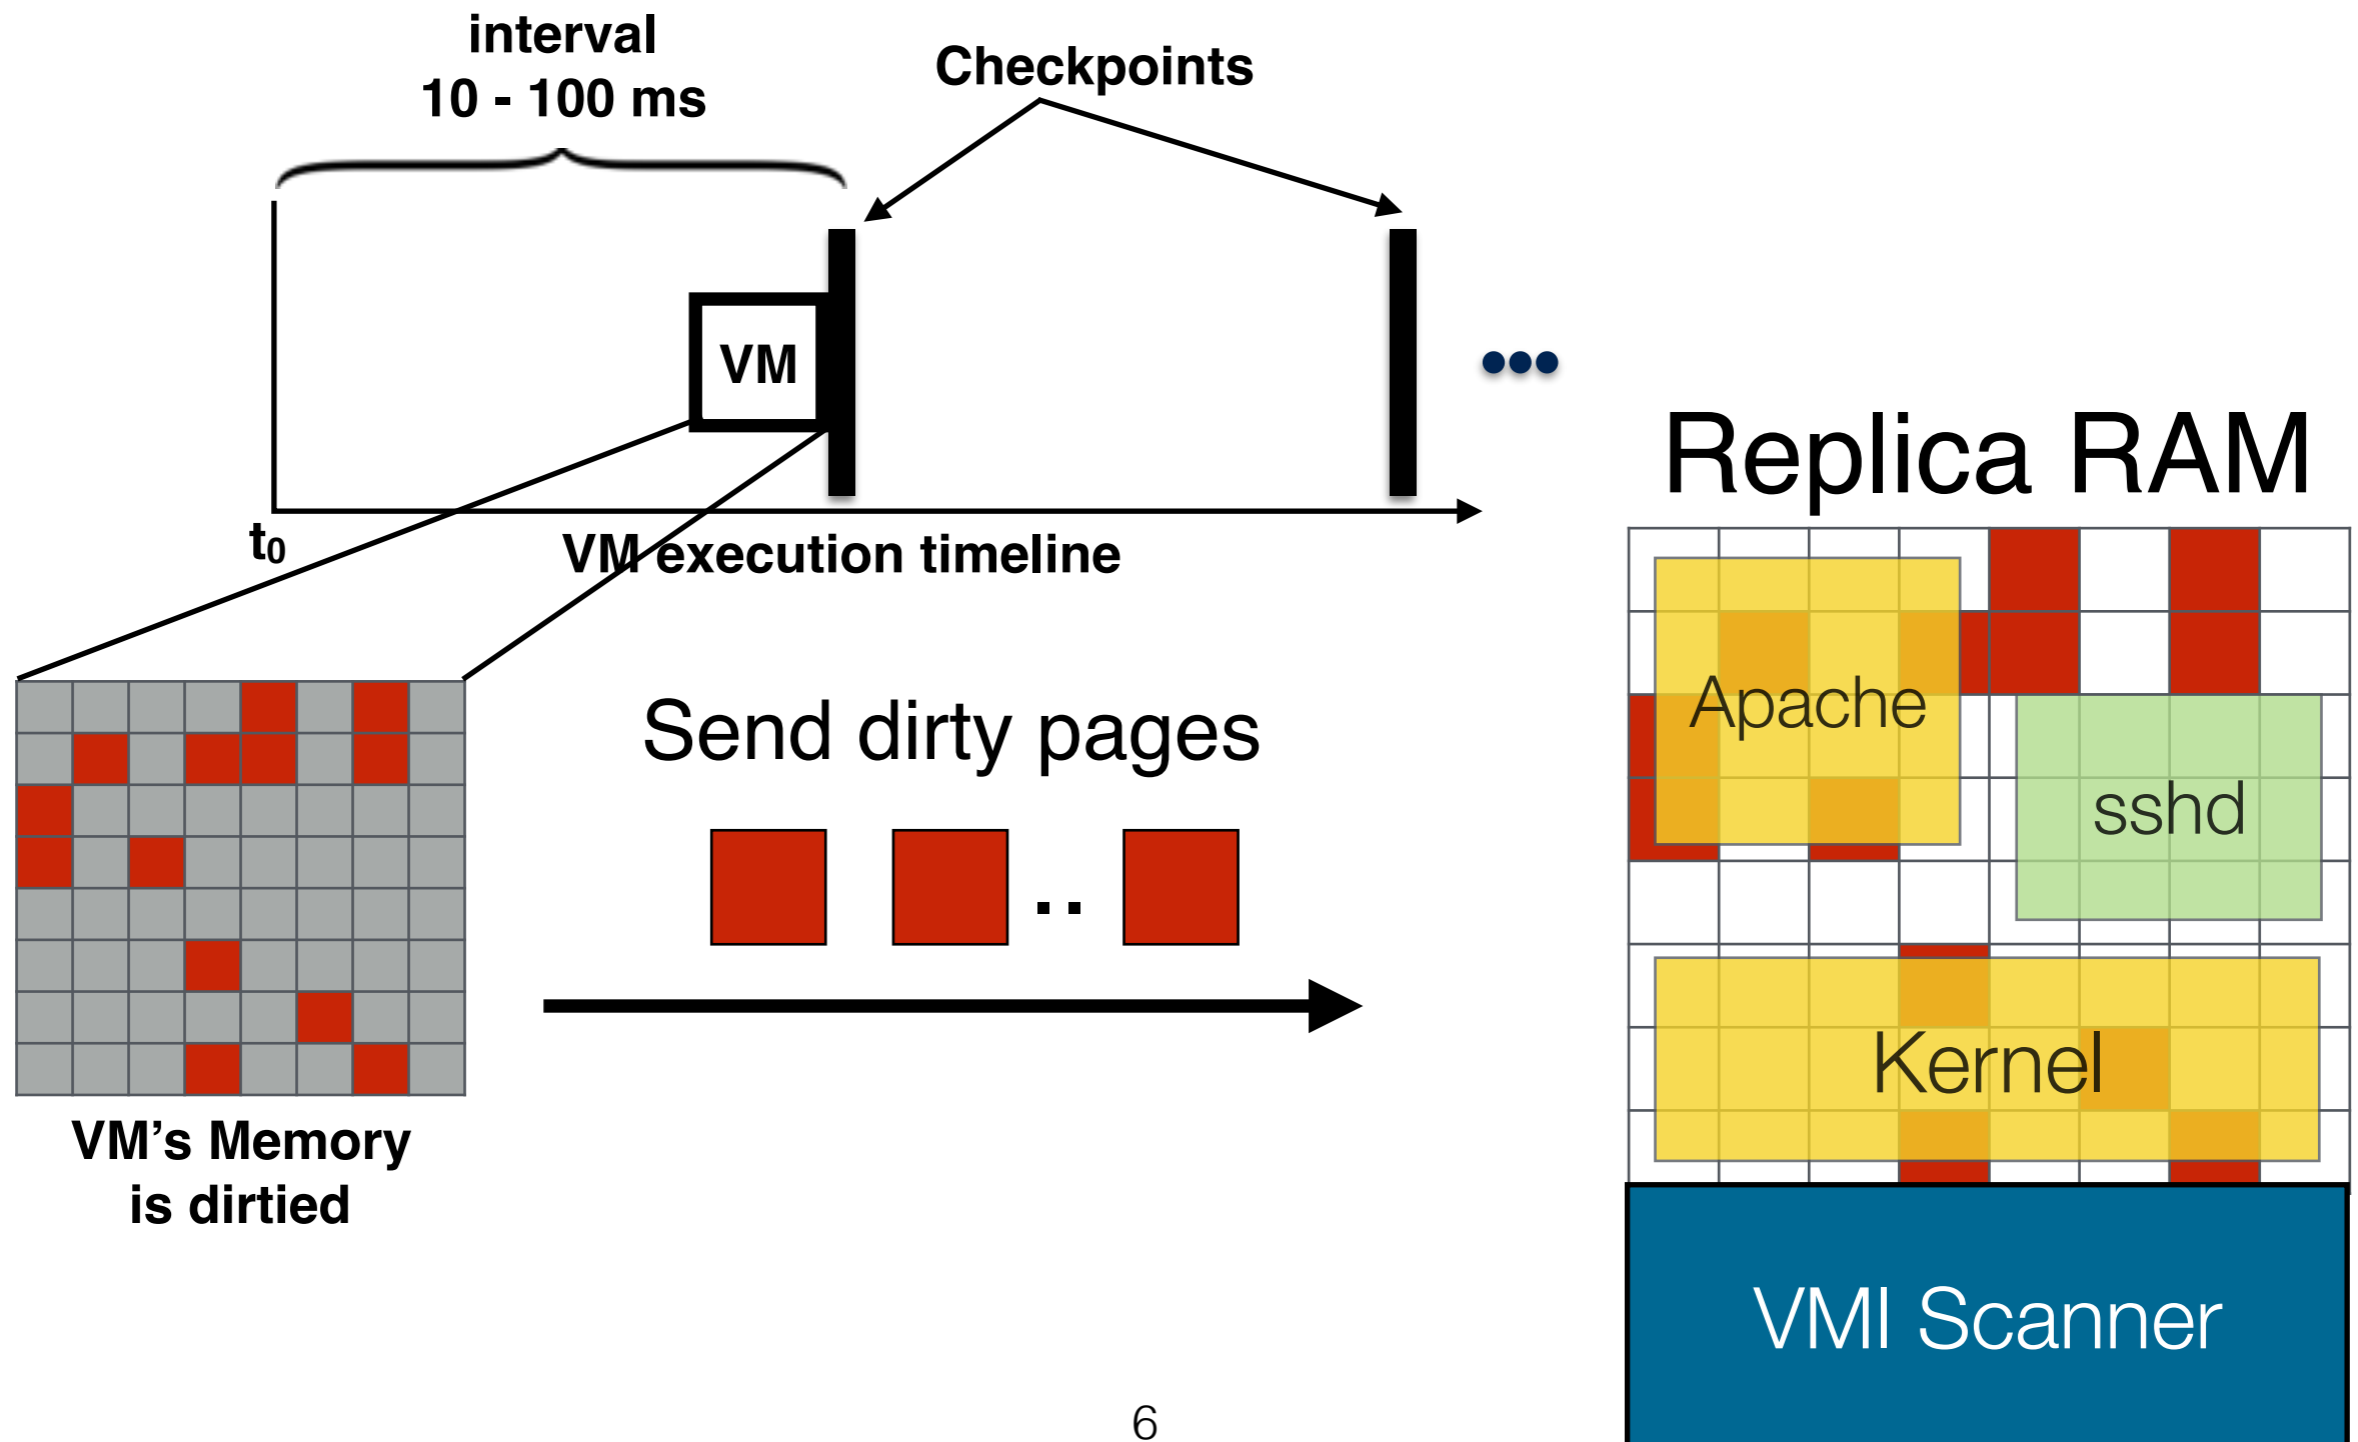 interval
10 - 100 ms
Checkpoints
VM
t₀
VM execution timeline
Replica RAM
Apache
sshd
Kernel
VMI Scanner
Send dirty pages
..
VM’s Memory
is dirtied
6